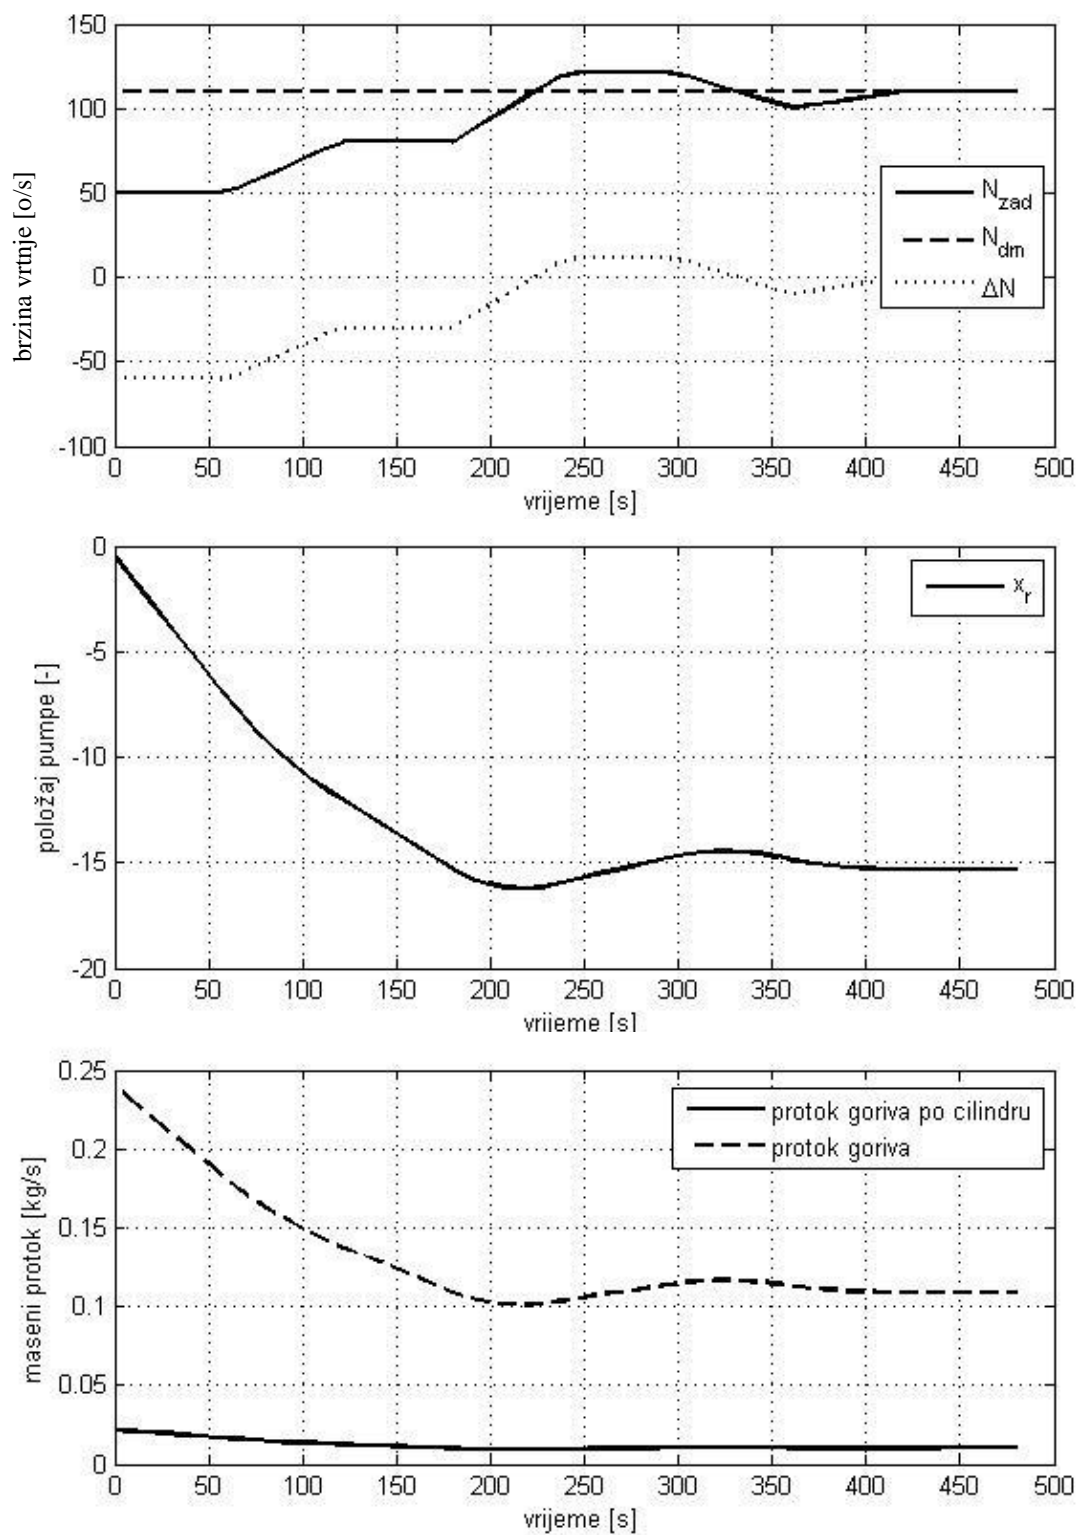 150
100
50
0
-50
-100
brzina vrtnje [o/s]
N_zad
N_dm
ΔN
0 50 100 150 200 250 300 350 400 450 500
vrijeme [s]
0
-5
-10
-15
-20
položaj pumpe [-]
x_r
0 50 100 150 200 250 300 350 400 450 500
vrijeme [s]
0.25
0.2
0.15
0.1
0.05
0
maseni protok [kg/s]
protok goriva po cilindru
protok goriva
0 50 100 150 200 250 300 350 400 450 500
vrijeme [s]